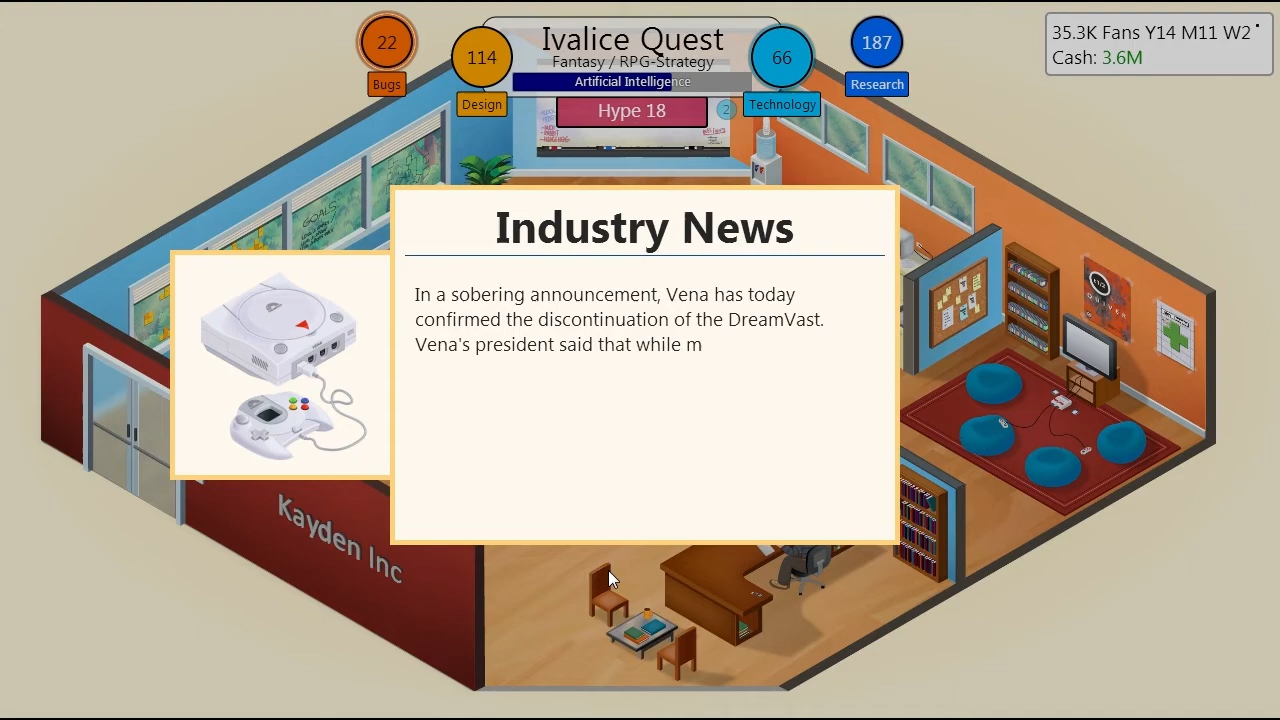 22
Bugs
114
Design
Ivalice Quest
Fantasy / RPG-Strategy
Artificial Intelligence
Hype 18
2
66
Technology
187
Research
35.3K Fans Y14 M11 W2
Cash: 3.6M
GOALS
Industry News
In a sobering announcement, Vena has today
confirmed the discontinuation of the DreamVast.
Vena's president said that while m
Kayden Inc